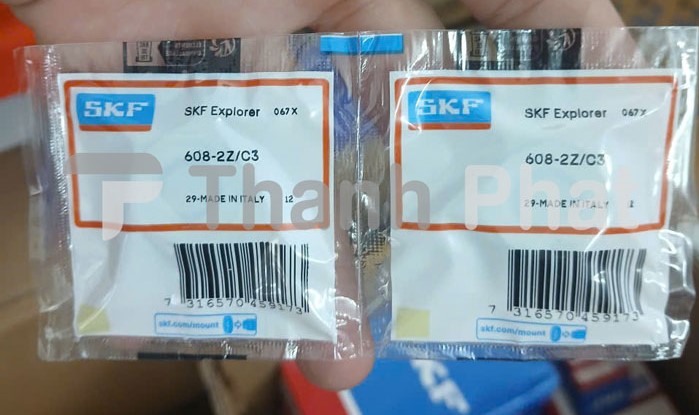 SKF
SKF Explorer 067X
608-2Z/C3
29-MADE IN ITALY 12
7 316570 459173
skf.com/mount
SKF
SKF Explorer 067X
608-2Z/C3
29-MADE IN ITALY 12
7 316570 459173
skf.com/mount
Thanh Phat
SKF